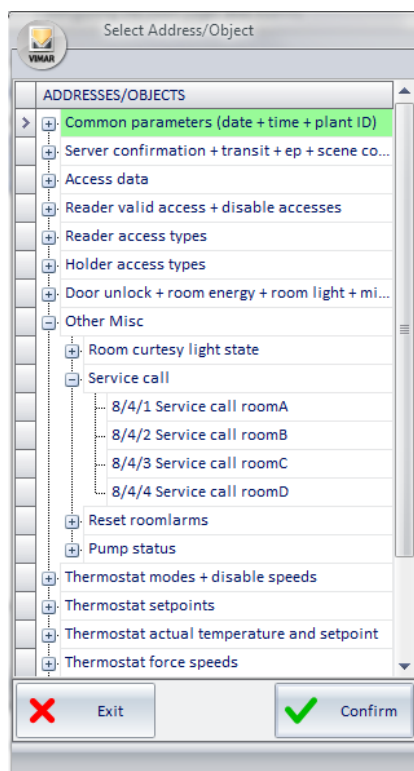 Select Address/Object
VIMAR
ADDRESSES/OBJECTS
Common parameters (date + time + plant ID)
Server confirmation + transit + ep + scene co...
Access data
Reader valid access + disable accesses
Reader access types
Holder access types
Door unlock + room energy + room light + mi...
Other Misc
Room curtesy light state
Service call
8/4/1 Service call roomA
8/4/2 Service call roomB
8/4/3 Service call roomC
8/4/4 Service call roomD
Reset roomlarms
Pump status
Thermostat modes + disable speeds
Thermostat setpoints
Thermostat actual temperature and setpoint
Thermostat force speeds
Exit
Confirm